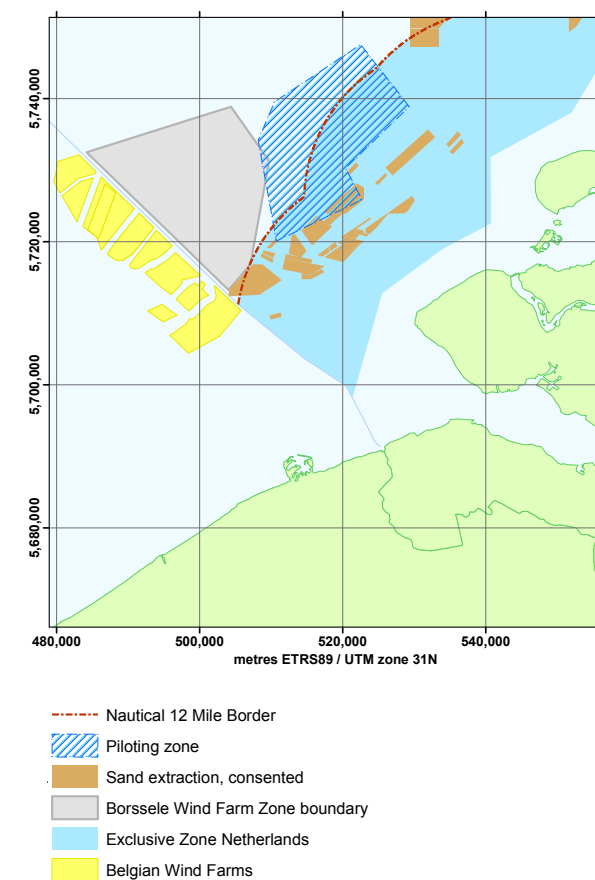 5,740,000
5,720,000
5,700,000
5,680,000
480,000 500,000 520,000 540,000
metres ETRS89 / UTM zone 31N
Nautical 12 Mile Border
Piloting zone
Sand extraction, consented
Borssele Wind Farm Zone boundary
Exclusive Zone Netherlands
Belgian Wind Farms